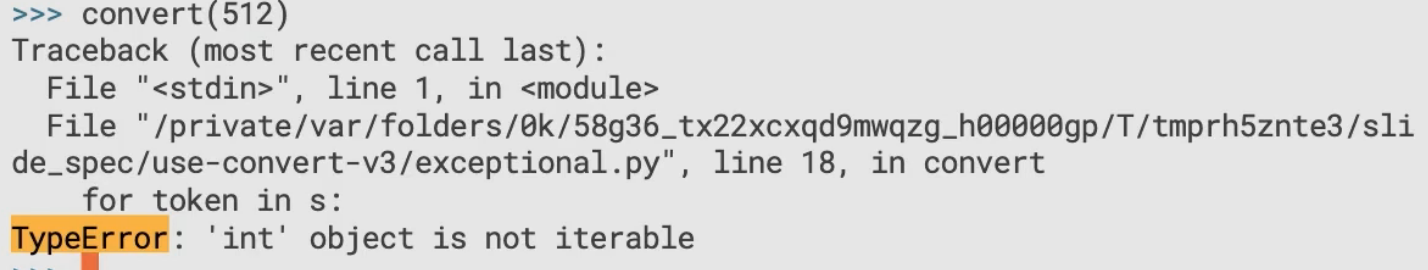 >>> convert(512)
Traceback (most recent call last):
  File "<stdin>", line 1, in <module>
  File "/private/var/folders/0k/58g36_tx22xcxqd9mwqzg_h00000gp/T/tmprh5znte3/sli
de_spec/use-convert-v3/exceptional.py", line 18, in convert
    for token in s:
TypeError: 'int' object is not iterable
>>>